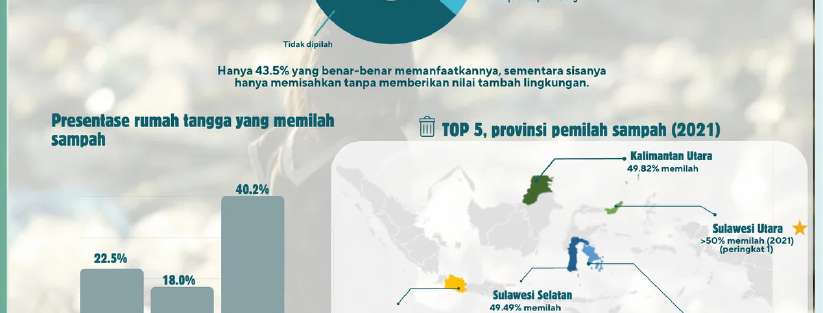 Tidak dipilah
Hanya 43.5% yang benar-benar memanfaatkannya, sementara sisanya
hanya memisahkan tanpa memberikan nilai tambah lingkungan.
Presentase rumah tangga yang memilah
sampah
40.2%
22.5%
18.0%
TOP 5, provinsi pemilah sampah (2021)
Kalimantan Utara
49.82% memilah
Sulawesi Utara
>50% memilah (2021)
(peringkat 1)
Sulawesi Selatan
49.49% memilah